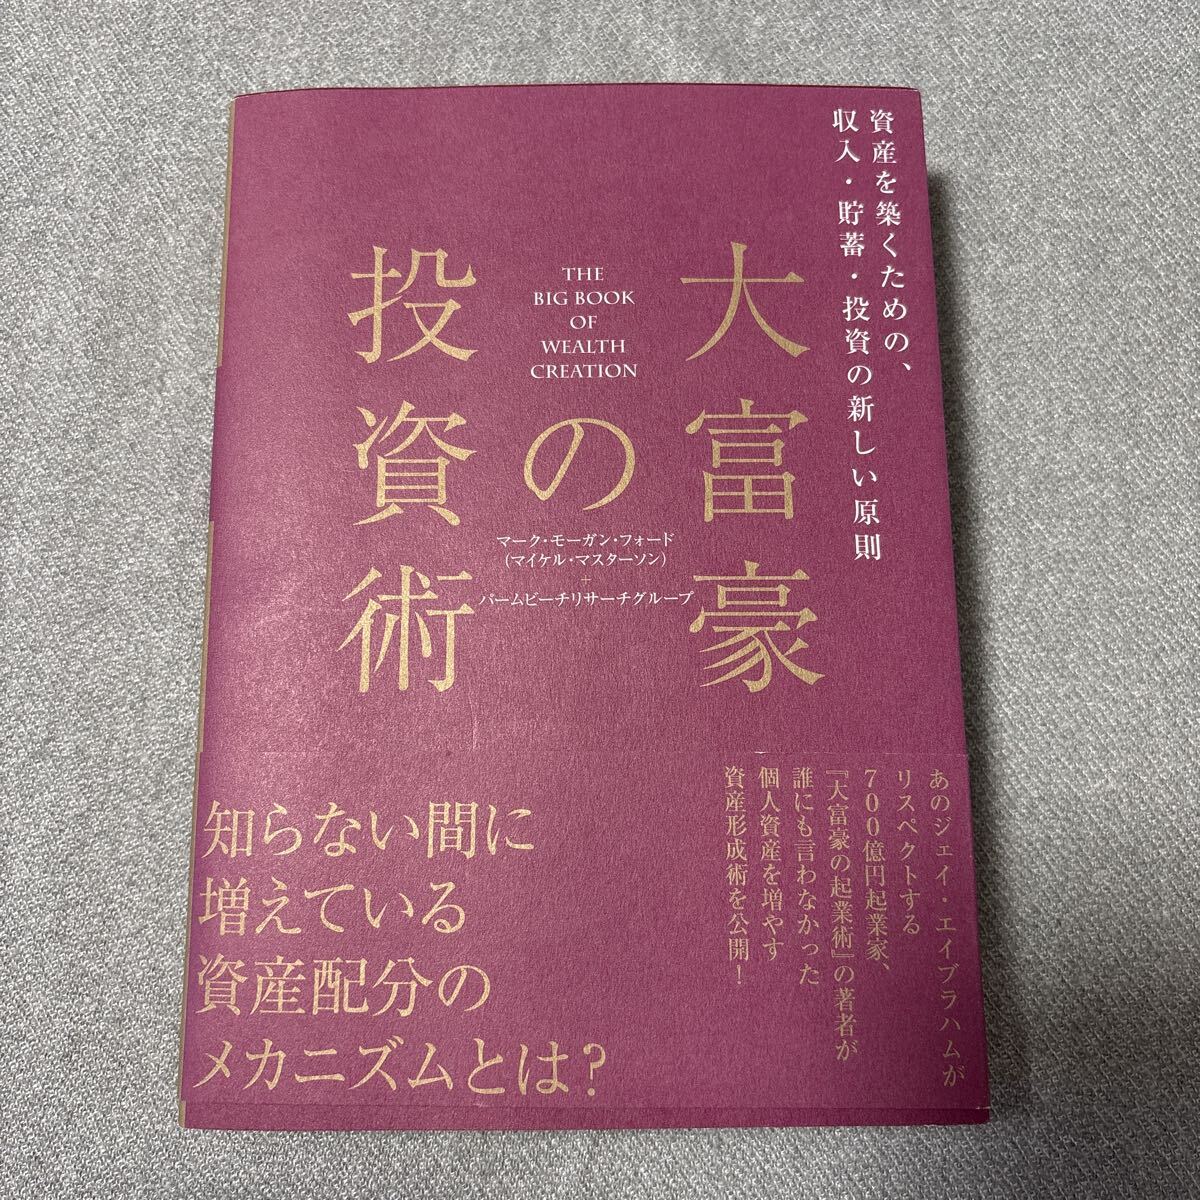 資産を築くための、
収入・貯蓄・投資の新しい原則
大富豪
の
投資術
THE
BIG BOOK
OF
WEALTH
CREATION
マーク・モーガン・フォード
(マイケル・マスターソン)
+
パームビーチリサーチグループ
あのジェイ・エイブラハムが
リスペクトする
700億円起業家、
『大富豪の起業術』の著者が
誰にも言わなかった
個人資産を増やす
資産形成術を公開!
知らない間に
増えている
資産配分の
メカニズムとは?